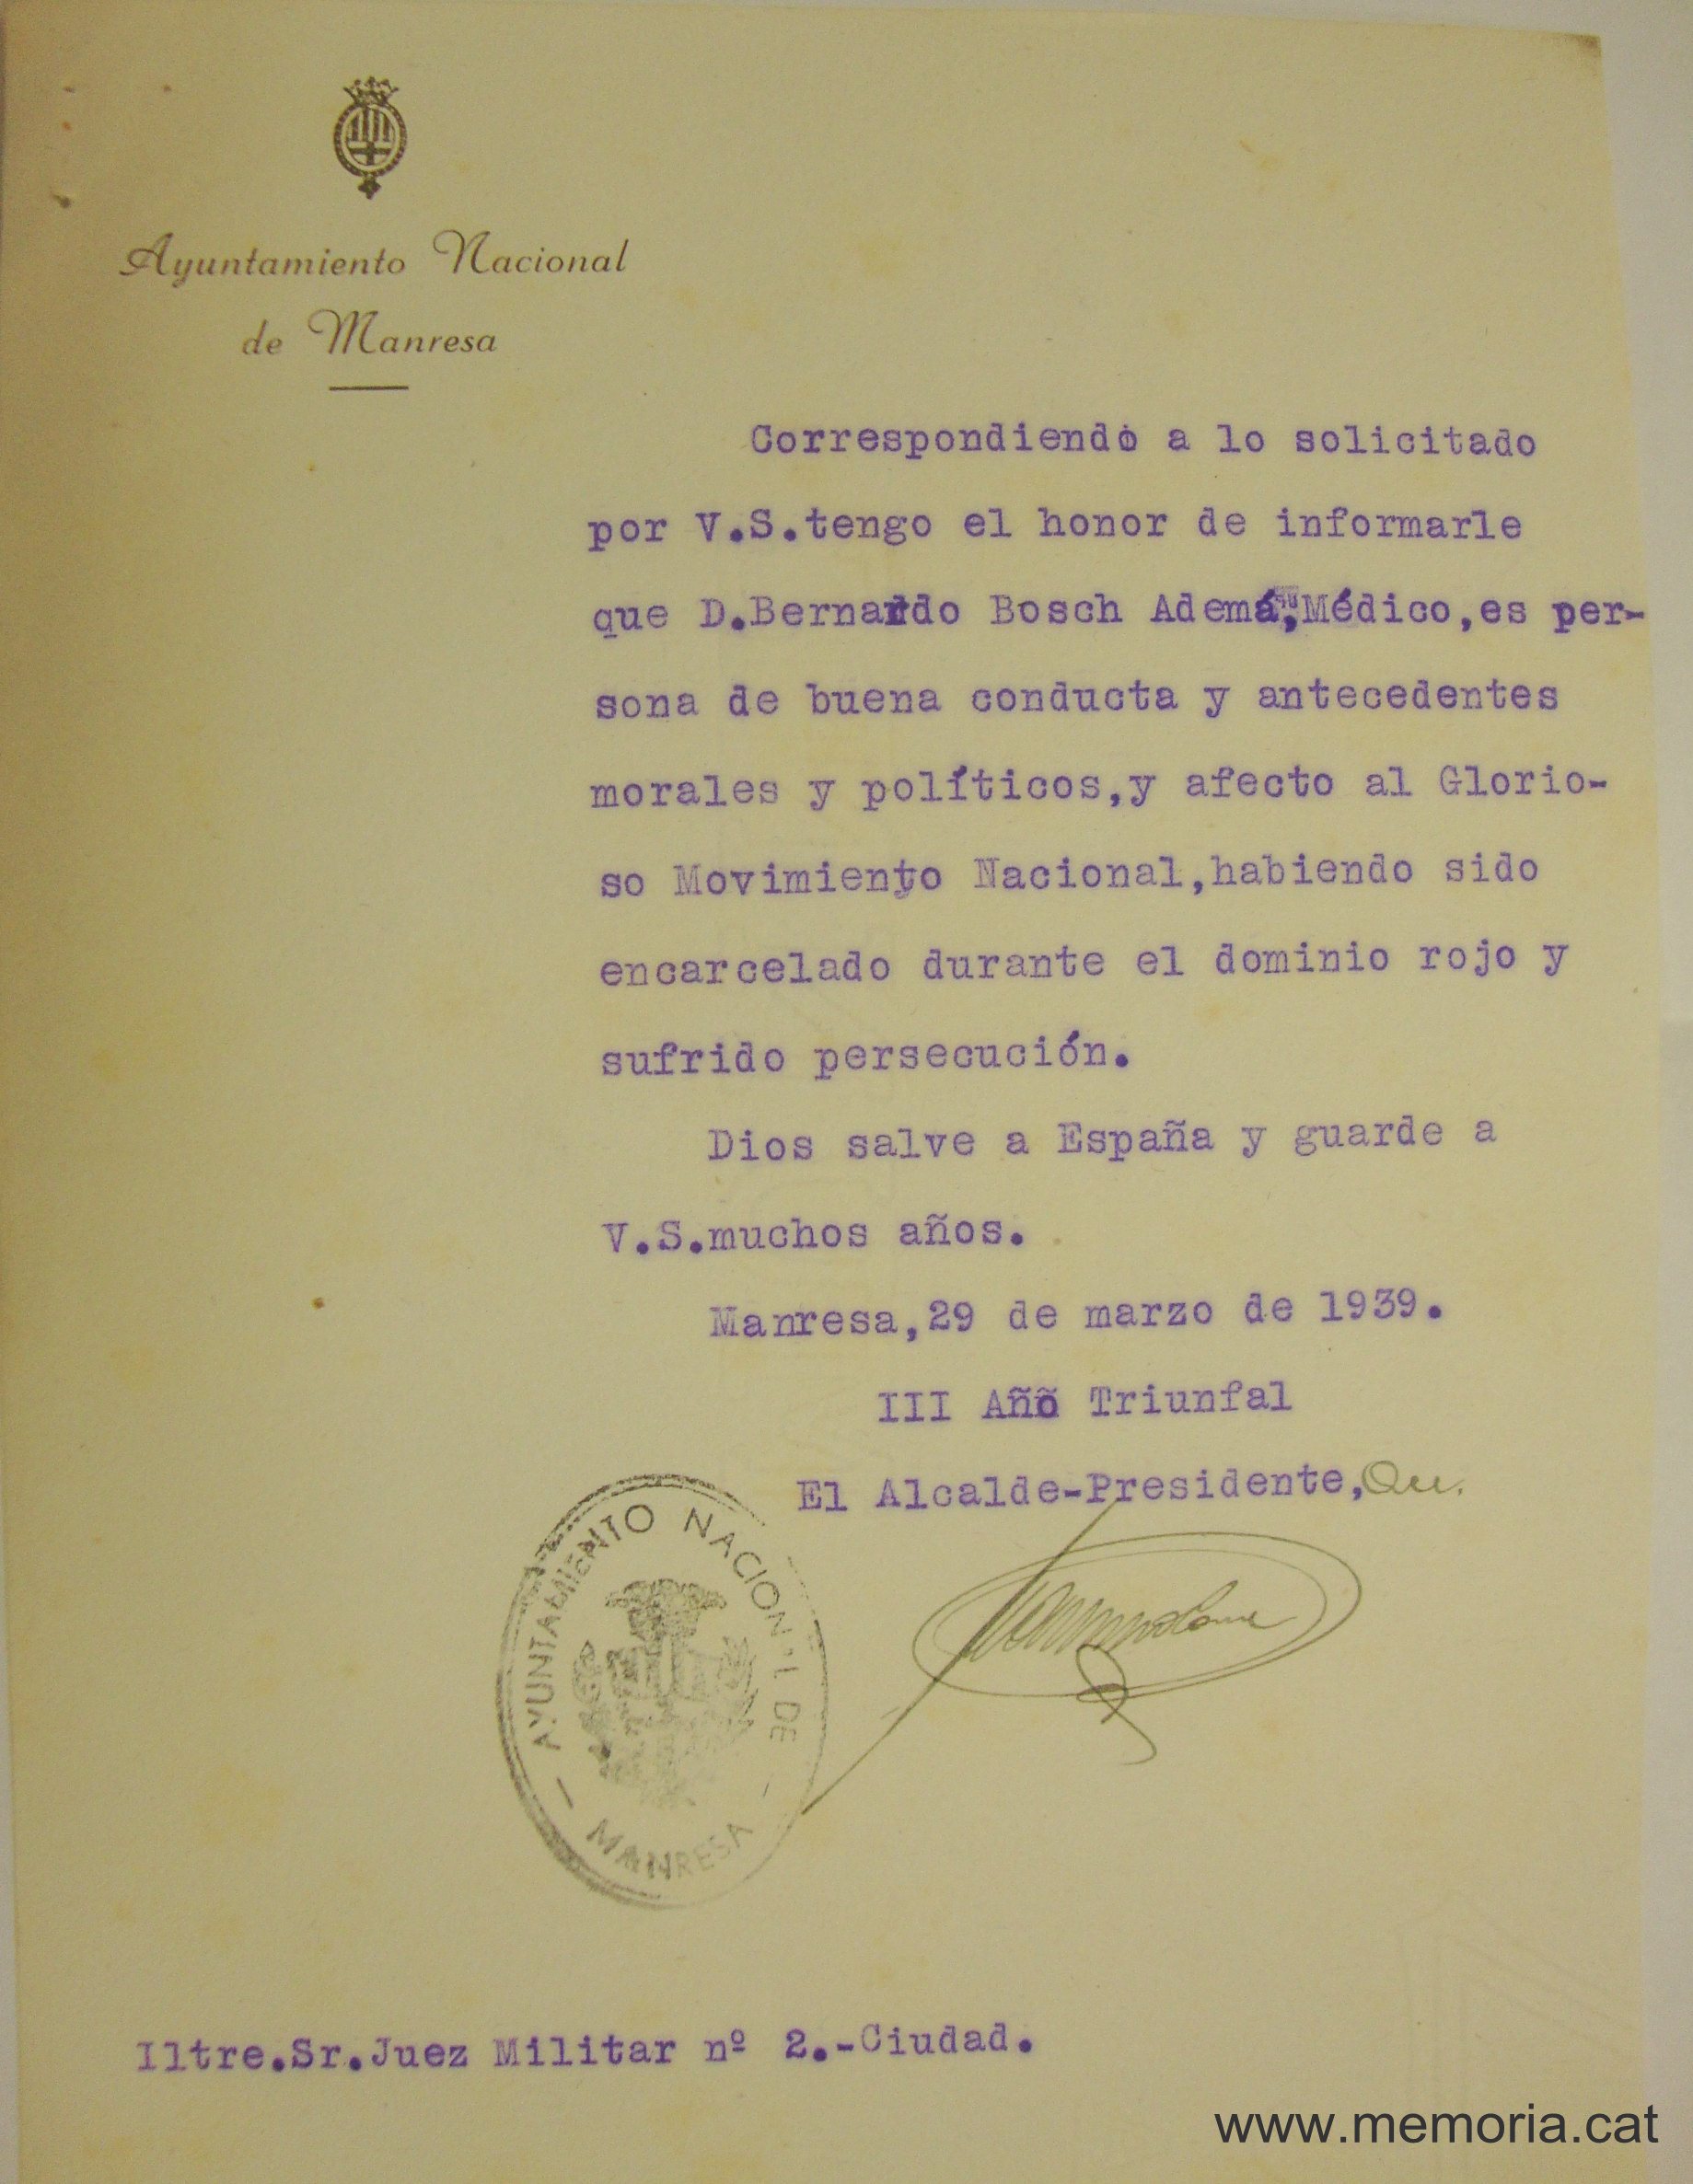 Ayuntamiento Nacional
de Manresa
Correspondiendo a lo solicitado
por V.S.tengo el honor de informarle
que D.Bernardo Bosch Ademá,Médico,es per-
sona de buena conducta y antecedentes
morales y políticos,y afecto al Glorio-
so Movimiento Nacional,habiendo sido
encarcelado durante el dominio rojo y
sufrido persecución.
Dios salve a España y guarde a
V.S.muchos años.
Manresa,29 de marzo de 1939.
III Año Triunfal
El Alcalde-Presidente,
AYUNTAMIENTO NACIONAL DE
- MANRESA -
Iltre.Sr.Juez Militar nº 2.-Ciudad.
www.memoria.cat